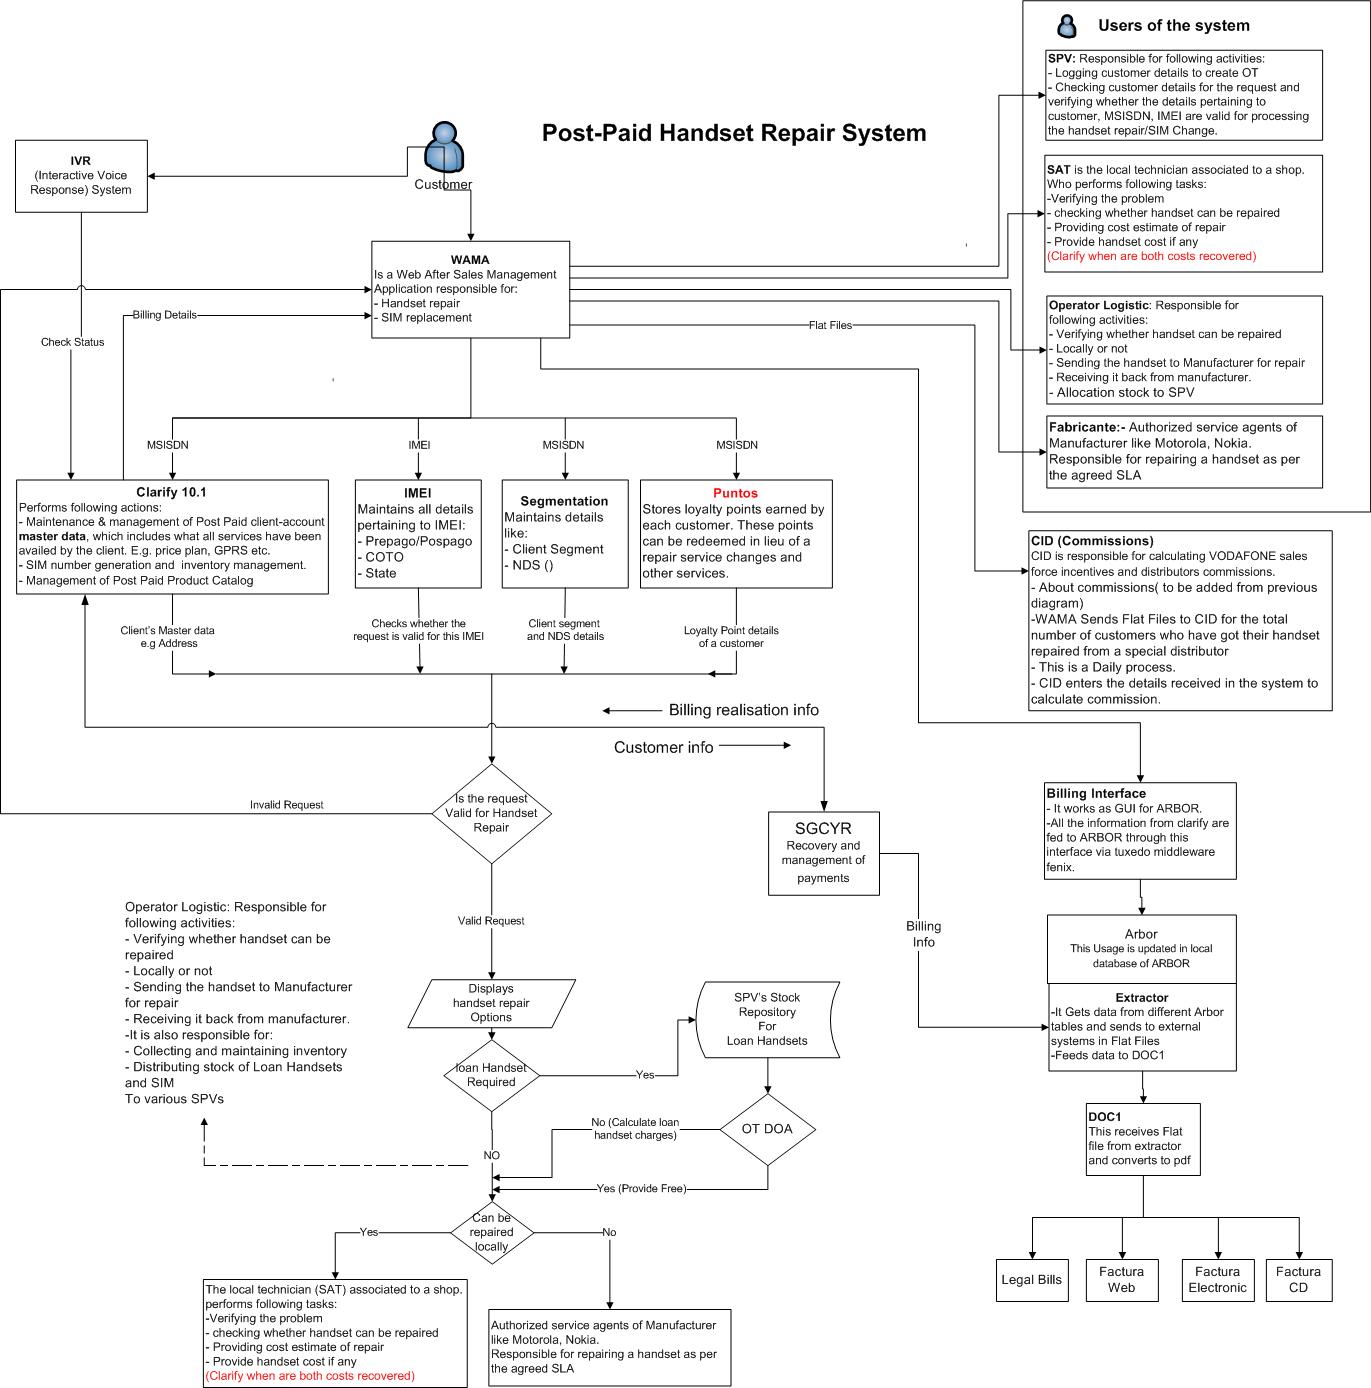 Users of the system
SPV: Responsible for following activities:
- Logging customer details to create OT
- Checking customer details for the request and
verifying whether the details pertaining to
customer, MSISDN, IMEI are valid for processing
the handset repair/SIM Change.
Post-Paid Handset Repair System
Customer
IVR
(Interactive Voice
Response) System
SAT is the local technician associated to a shop.
Who performs following tasks:
-Verifying the problem
- checking whether handset can be repaired
- Providing cost estimate of repair
- Provide handset cost if any
(Clarify when are both costs recovered)
WAMA
Is a Web After Sales Management
Application responsible for:
- Handset repair
- SIM replacement
Billing Details
Flat Files
Check Status
Operator Logistic: Responsible for
following activities:
- Verifying whether handset can be repaired
- Locally or not
- Sending the handset to Manufacturer for repair
- Receiving it back from manufacturer.
- Allocation stock to SPV
Fabricante:- Authorized service agents of
Manufacturer like Motorola, Nokia.
Responsible for repairing a handset as per
the agreed SLA
MSISDN
IMEI
MSISDN
MSISDN
Clarify 10.1
Performs following actions:
- Maintenance & management of Post Paid client-account
master data, which includes what all services have been
availed by the client. E.g. price plan, GPRS etc.
- SIM number generation and inventory management.
- Management of Post Paid Product Catalog
IMEI
Maintains all details
pertaining to IMEI:
- Prepago/Pospago
- COTO
- State
Segmentation
Maintains details
like:
- Client Segment
- NDS ()
Puntos
Stores loyalty points earned by
each customer. These points
can be redeemed in lieu of a
repair service changes and
other services.
CID (Commissions)
CID is responsible for calculating VODAFONE sales
force incentives and distributors commissions.
- About commissions( to be added from previous
diagram)
-WAMA Sends Flat Files to CID for the total
number of customers who have got their handset
repaired from a special distributor
- This is a Daily process.
- CID enters the details received in the system to
calculate commission.
Client's Master data
e.g Address
Checks whether the
request is valid for this IMEI
Client segment
and NDS details
Loyalty Point details
of a customer
Billing realisation info
Customer info
Is the request
Valid for Handset
Repair
Invalid Request
Valid Request
SGCYR
Recovery and
management of
payments
Billing
Info
Billing Interface
- It works as GUI for ARBOR.
-All the information from clarify are
fed to ARBOR through this
interface via tuxedo middleware
fenix.
Arbor
This Usage is updated in local
database of ARBOR
Extractor
-It Gets data from different Arbor
tables and sends to external
systems in Flat Files
-Feeds data to DOC1
DOC1
This receives Flat
file from extractor
and converts to pdf
Legal Bills
Factura
Web
Factura
Electronic
Factura
CD
Operator Logistic: Responsible for
following activities:
- Verifying whether handset can be
repaired
- Locally or not
- Sending the handset to Manufacturer
for repair
- Receiving it back from manufacturer.
-It is also responsible for:
- Collecting and maintaining inventory
- Distributing stock of Loan Handsets
and SIM
To various SPVs
Displays
handset repair
Options
loan Handset
Required
Yes
NO
SPV's Stock
Repository
For
Loan Handsets
OT DOA
No (Calculate loan
handset charges)
Yes (Provide Free)
Can be
repaired
locally
Yes
No
The local technician (SAT) associated to a shop.
performs following tasks:
-Verifying the problem
- checking whether handset can be repaired
- Providing cost estimate of repair
- Provide handset cost if any
(Clarify when are both costs recovered)
Authorized service agents of Manufacturer
like Motorola, Nokia.
Responsible for repairing a handset as per
the agreed SLA